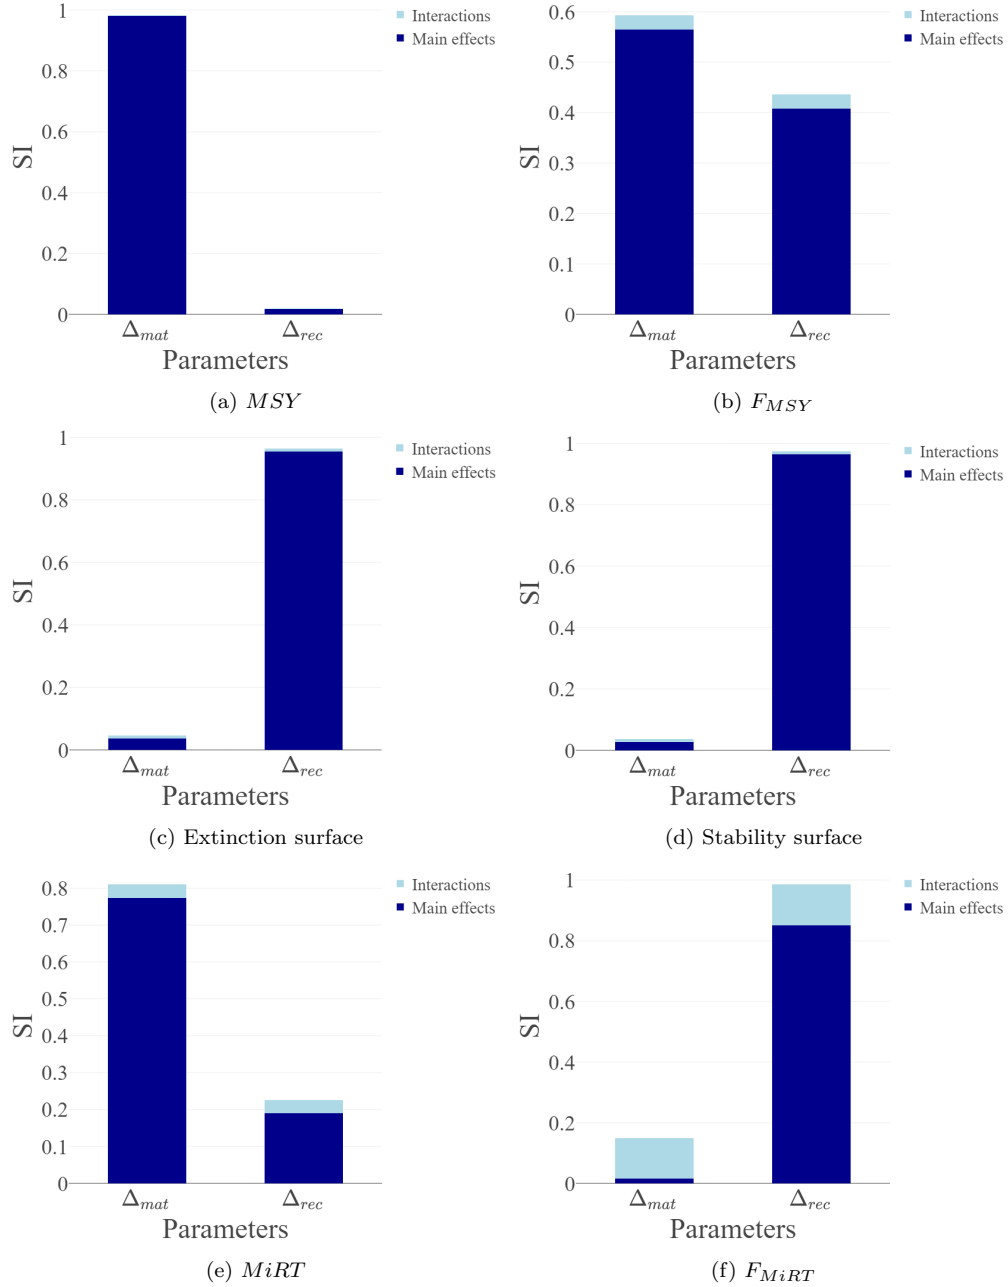 1
0.8
0.6
0.4
0.2
0
SI
Δmat
Δrec
Parameters
Interactions
Main effects
(a) MSY
0.6
0.5
0.4
0.3
0.2
0.1
0
SI
Δmat
Δrec
Parameters
Interactions
Main effects
(b) FMSY
1
0.8
0.6
0.4
0.2
0
SI
Δmat
Δrec
Parameters
Interactions
Main effects
(c) Extinction surface
1
0.8
0.6
0.4
0.2
0
SI
Δmat
Δrec
Parameters
Interactions
Main effects
(d) Stability surface
0.8
0.7
0.6
0.5
0.4
0.3
0.2
0.1
0
SI
Δmat
Δrec
Parameters
Interactions
Main effects
(e) MiRT
1
0.8
0.6
0.4
0.2
0
SI
Δmat
Δrec
Parameters
Interactions
Main effects
(f) FMiRT